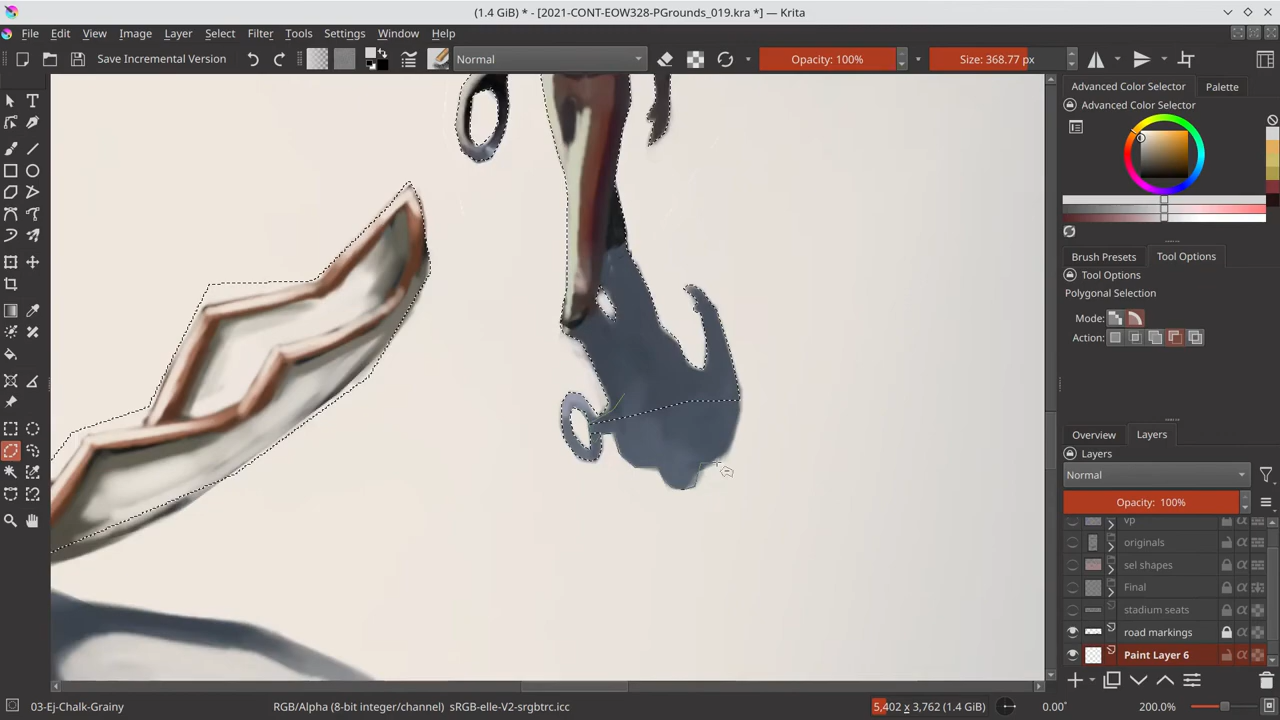 (1.4 GiB) * - [2021-CONT-EOW328-PGrounds_019.kra *] — Krita
File Edit View Image Layer Select Filter Tools Settings Window Help
Save Incremental Version Normal Opacity: 100% Size: 368.77 px
Advanced Color Selector Palette
Advanced Color Selector
Brush Presets Tool Options
Tool Options
Polygonal Selection
Mode:
Action:
Overview Layers
Layers
Normal
Opacity: 100%
vp
originals
sel shapes
Final
stadium seats
road markings
Paint Layer 6
03-Ej-Chalk-Grainy RGB/Alpha (8-bit integer/channel) sRGB-elle-V2-srgbtrc.icc 5,402 x 3,762 (1.4 GiB) 0.00° 200.0%